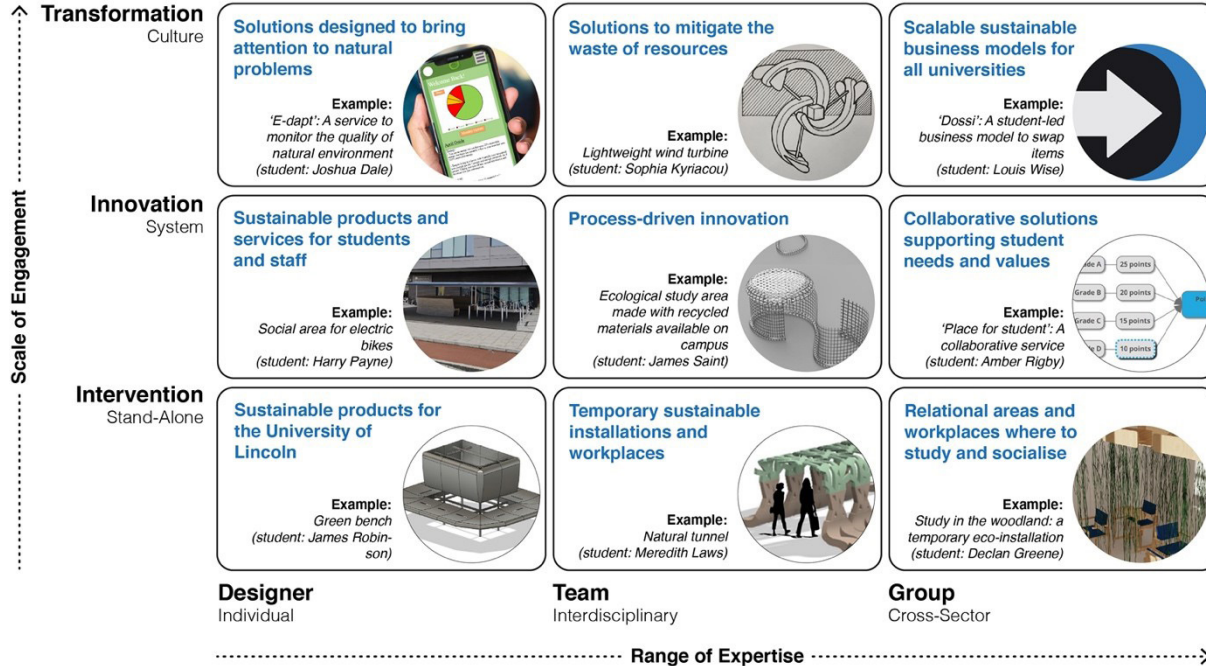 Transformation
Culture
Solutions designed to bring
attention to natural
problems
Example:
'E-dapt': A service to
monitor the quality of
natural environment
(student: Joshua Dale)
Solutions to mitigate the
waste of resources
Example:
Lightweight wind turbine
(student: Sophia Kyriacou)
Scalable sustainable
business models for
all universities
Example:
'Dossi': A student-led
business model to swap
items
(student: Louis Wise)
Innovation
System
Sustainable products and
services for students
and staff
Example:
Social area for electric
bikes
(student: Harry Payne)
Process-driven innovation
Example:
Ecological study area
made with recycled
materials available on
campus
(student: James Saint)
Collaborative solutions
supporting student
needs and values
Example:
'Place for student': A
collaborative service
(student: Amber Rigby)
ade A 25 points
Grade B 20 points
Grade C 15 points
de D 10 points
Intervention
Stand-Alone
Sustainable products for
the University of
Lincoln
Example:
Green bench
(student: James Robin-
son)
Temporary sustainable
installations and
workplaces
Example:
Natural tunnel
(student: Meredith Laws)
Relational areas and
workplaces where to
study and socialise
Example:
Study in the woodland: a
temporary eco-installation
(student: Declan Greene)
Scale of Engagement
Designer
Individual
Team
Interdisciplinary
Group
Cross-Sector
Range of Expertise